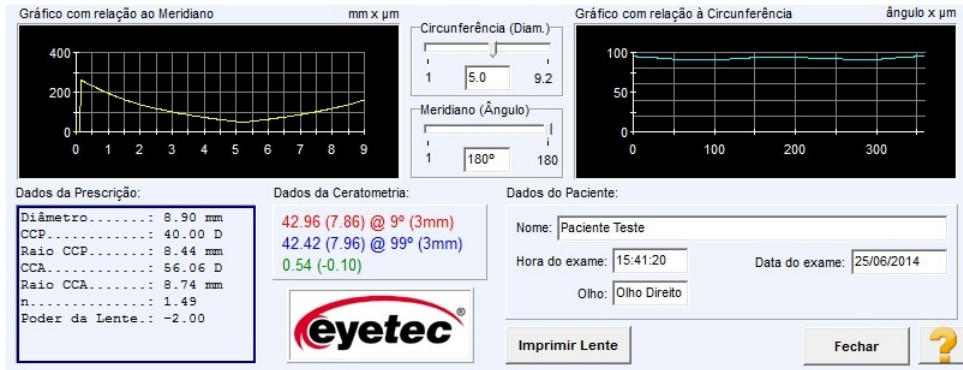 Gráfico com relação ao Meridiano
mm x µm
400
200
0
0 1 2 3 4 5 6 7 8 9
Circunferência (Diam.)
1
5.0
9.2
Meridiano (Ângulo)
1
180º
180
Gráfico com relação à Circunferência
ângulo x µm
100
50
0
0 100 200 300
Dados da Prescrição:
Diâmetro.......: 8.90 mm
CCP............: 40.00 D
Raio CCP.......: 8.44 mm
CCA............: 56.06 D
Raio CCA.......: 8.74 mm
n..............: 1.49
Poder da Lente.: -2.00
Dados da Ceratometria:
42.96 (7.86) @ 9º (3mm)
42.42 (7.96) @ 99º (3mm)
0.54 (-0.10)
eyetec®
Dados do Paciente:
Nome: Paciente Teste
Hora do exame: 15:41:20
Data do exame: 25/06/2014
Olho: Olho Direito
Imprimir Lente
Fechar
?